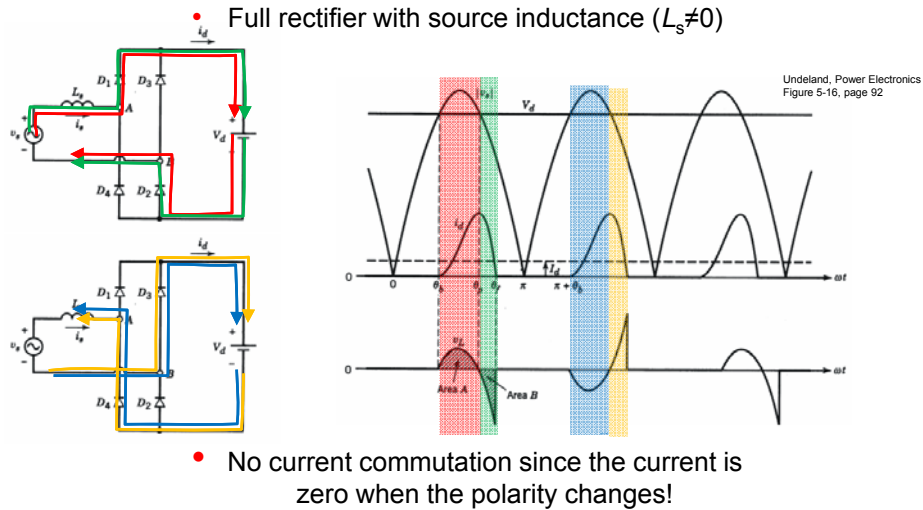 • Full rectifier with source inductance (Ls≠0)
Undeland, Power Electronics
Figure 5-16, page 92
id
D1
D3
Ls
A
+
is
vs
-
+
Vd
-
B
D4
D2
id
D1
D3
A
+
is
vs
-
+
Vd
-
B
D4
D2
|vs|
Vd
id
Id
0
0
θb
θp
θf
π
π + θb
ωt
vL
0
Area A
Area B
ωt
• No current commutation since the current is
zero when the polarity changes!